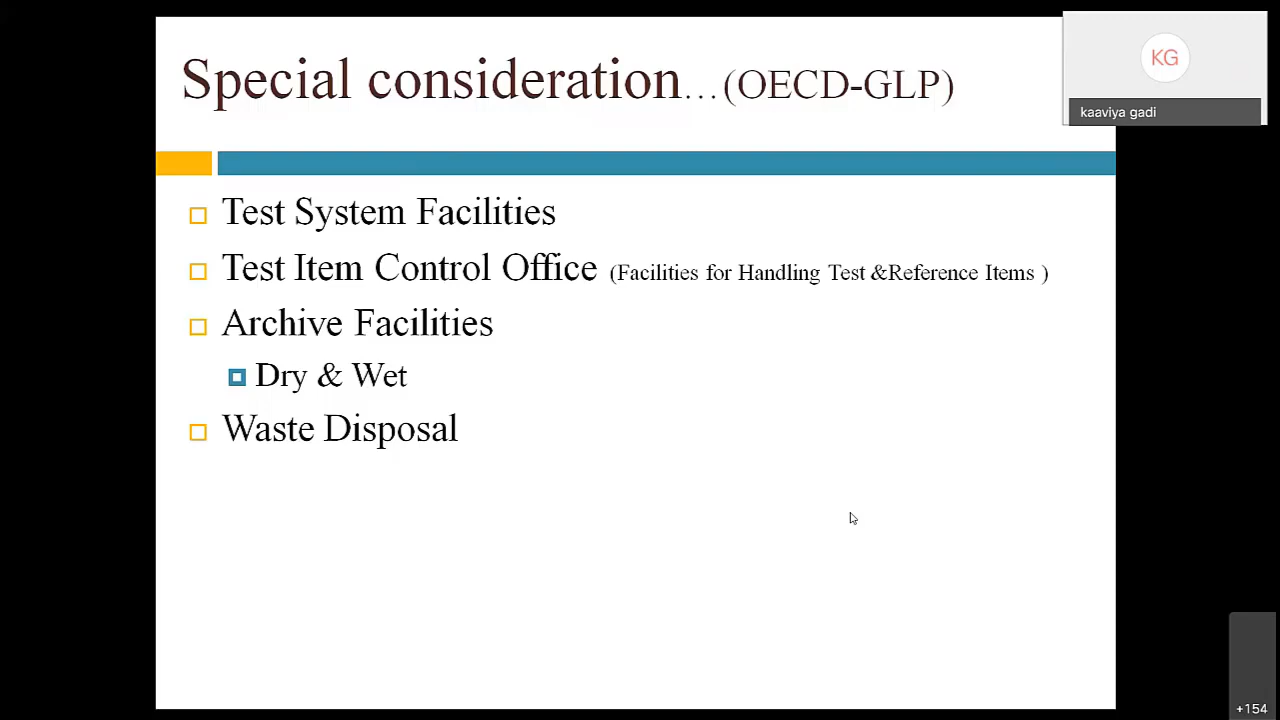 Special consideration...(OECD-GLP)
KG
kaaviya gadi
Test System Facilities
Test Item Control Office (Facilities for Handling Test &Reference Items )
Archive Facilities
Dry & Wet
Waste Disposal
+154